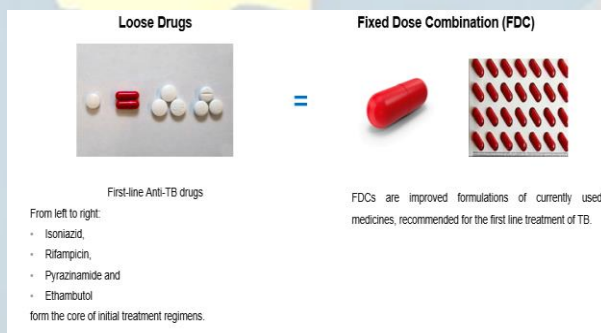 Loose Drugs
Fixed Dose Combination (FDC)
=
First-line Anti-TB drugs
From left to right:
• Isoniazid,
• Rifampicin,
• Pyrazinamide and
• Ethambutol
form the core of initial treatment regimens.
FDCs are improved formulations of currently used
medicines, recommended for the first line treatment of TB.